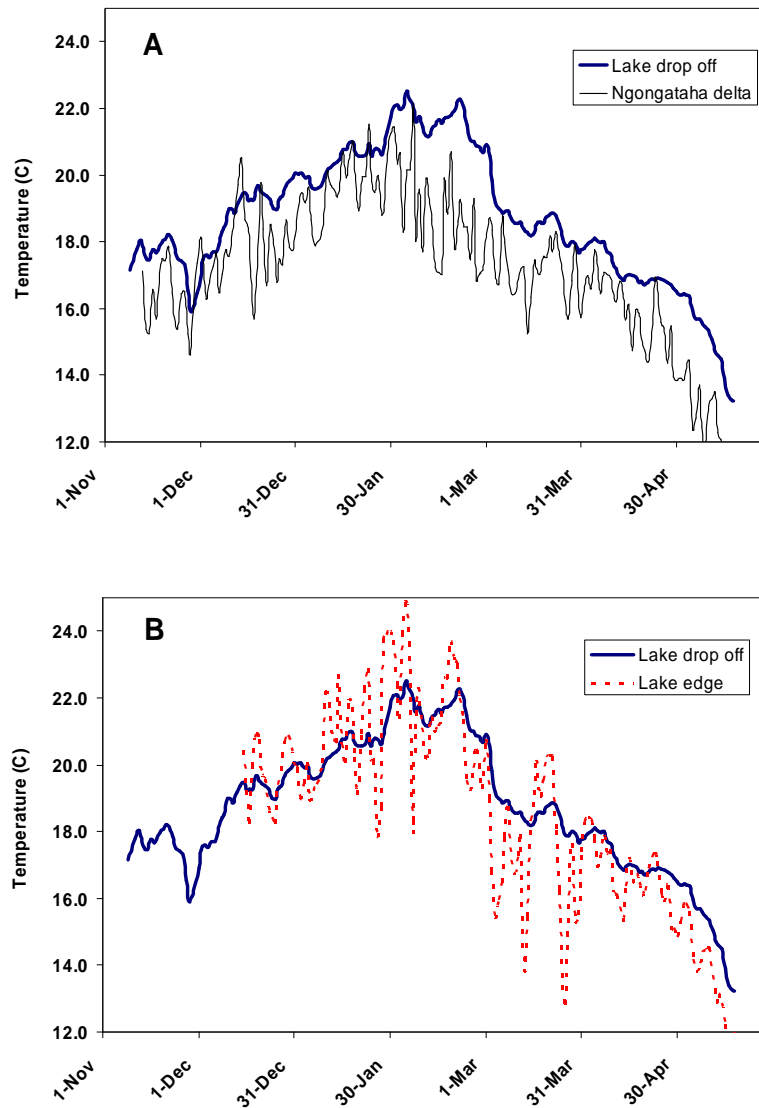 A
Lake drop off
Ngongataha delta
Temperature (C)
24.0
22.0
20.0
18.0
16.0
14.0
12.0
1-Nov
1-Dec
31-Dec
30-Jan
1-Mar
31-Mar
30-Apr
B
Lake drop off
Lake edge
Temperature (C)
24.0
22.0
20.0
18.0
16.0
14.0
12.0
1-Nov
1-Dec
31-Dec
30-Jan
1-Mar
31-Mar
30-Apr